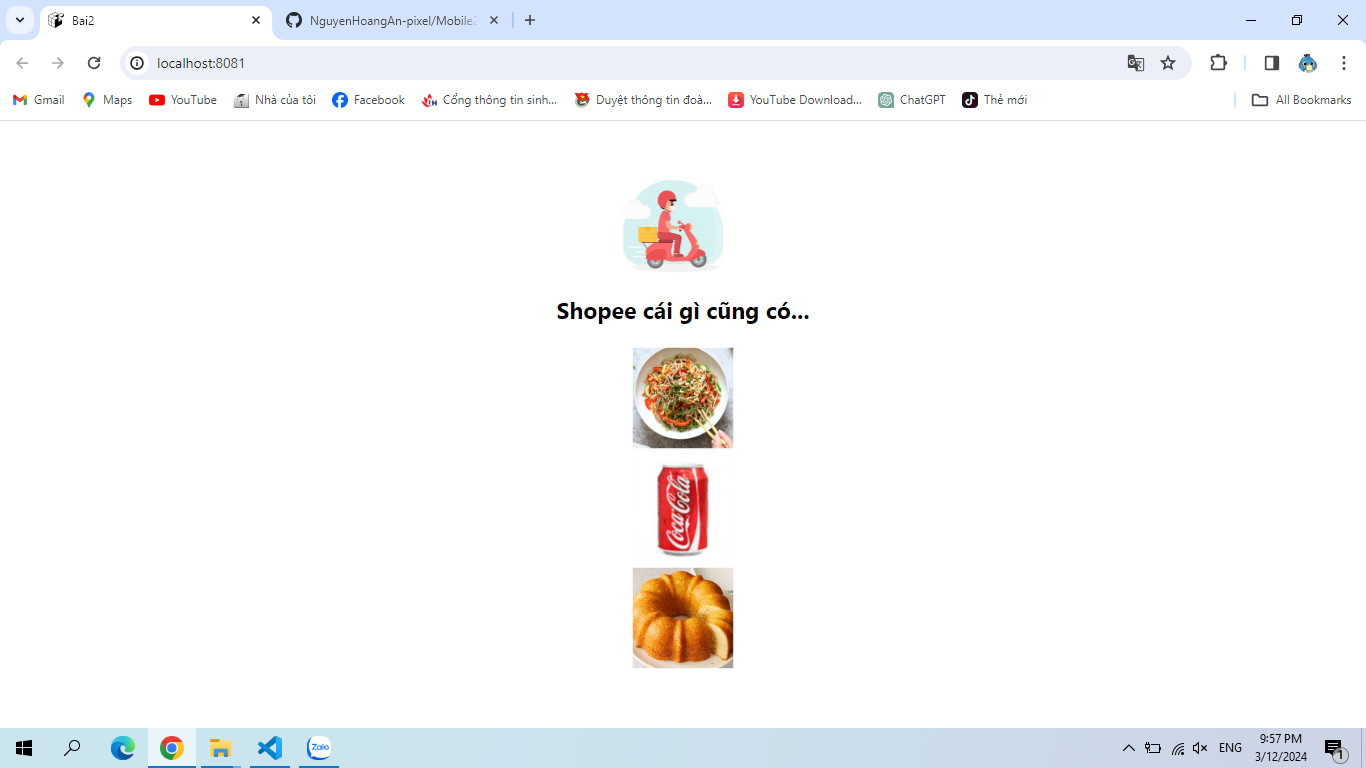 Bai2
NguyenHoangAn-pixel/Mobile2
localhost:8081
Gmail
Maps
YouTube
Nhà của tôi
Facebook
Cổng thông tin sinh...
Duyệt thông tin đoà...
YouTube Download...
ChatGPT
Thẻ mới
All Bookmarks
Shopee cái gì cũng có...
Coca-Cola
Zalo
ENG
9:57 PM
3/12/2024
1